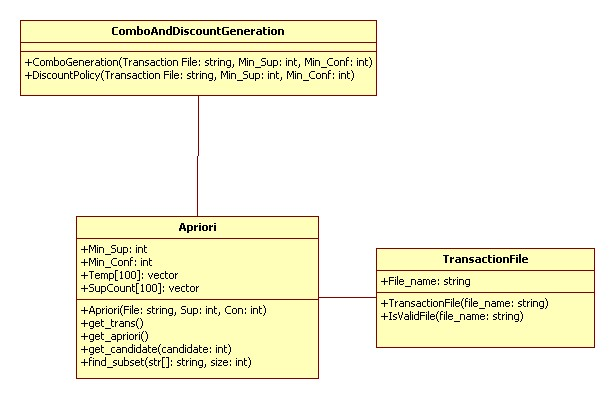 ComboAndDiscountGeneration
+ComboGeneration(Transaction File: string, Min_Sup: int, Min_Conf: int)
+DiscountPolicy(Transaction File: string, Min_Sup: int, Min_Conf: int)
Apriori
+Min_Sup: int
+Min_Conf: int
+Temp[100]: vector
+SupCount[100]: vector
+Apriori(File: string, Sup: int, Con: int)
+get_trans()
+get_apriori()
+get_candidate(candidate: int)
+find_subset(str[]: string, size: int)
TransactionFile
+File_name: string
+TransactionFile(file_name: string)
+IsValidFile(file_name: string)